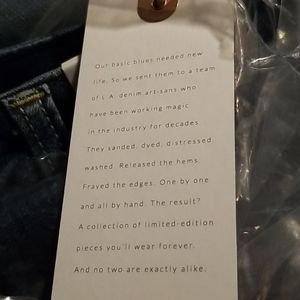 Our basic blues needed new
life. So we sent them to a team
of L.A. denim artisans who
have been working magic
in the industry for decades.
They sanded, dyed, distressed,
washed. Released the hems.
Frayed the edges. One by one
and all by hand. The result?
A collection of limited-edition
pieces you'll wear forever.
And no two are exactly alike.